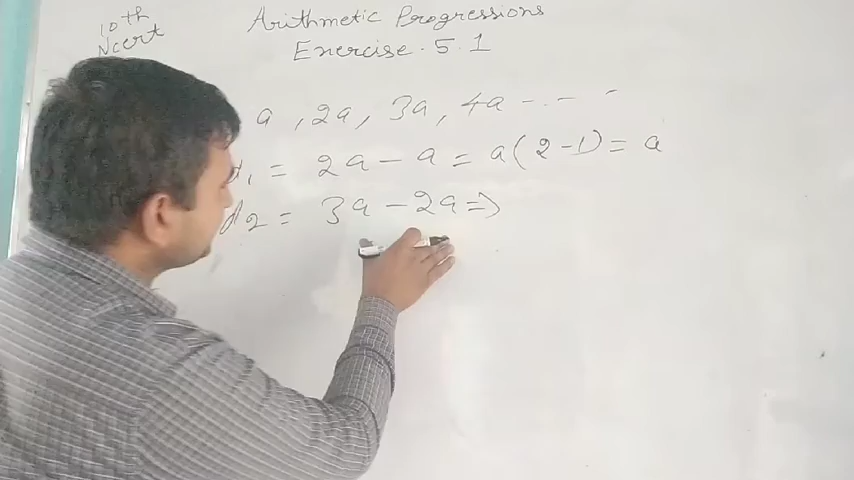 10th
Ncert
Arithmetic Progressions
Exercise. 5.1
a, 2a, 3a, 4a - - - -
d1 = 2a - a = a(2-1) = a
d2 = 3a - 2a =>